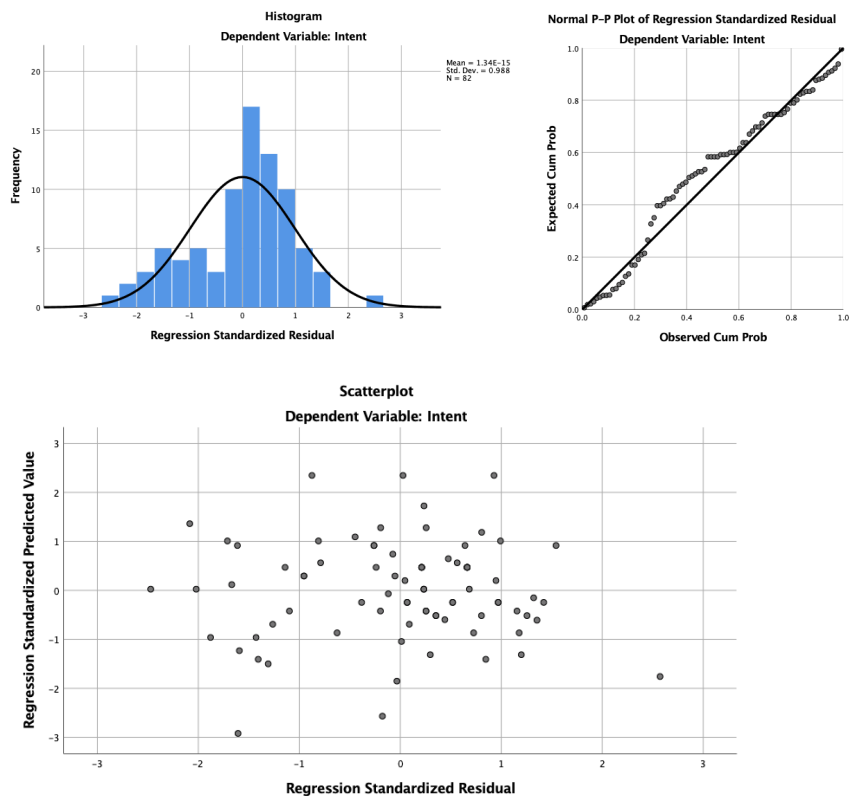 Histogram
Dependent Variable: Intent
Mean = 1.34E-15
Std. Dev. = 0.988
N = 82
20
15
10
5
0
Frequency
-3 -2 -1 0 1 2 3
Regression Standardized Residual
Normal P-P Plot of Regression Standardized Residual
Dependent Variable: Intent
1.0
0.8
0.6
0.4
0.2
0.0
Expected Cum Prob
0.0 0.2 0.4 0.6 0.8 1.0
Observed Cum Prob
Scatterplot
Dependent Variable: Intent
3
2
1
0
-1
-2
-3
Regression Standardized Predicted Value
-3 -2 -1 0 1 2 3
Regression Standardized Residual